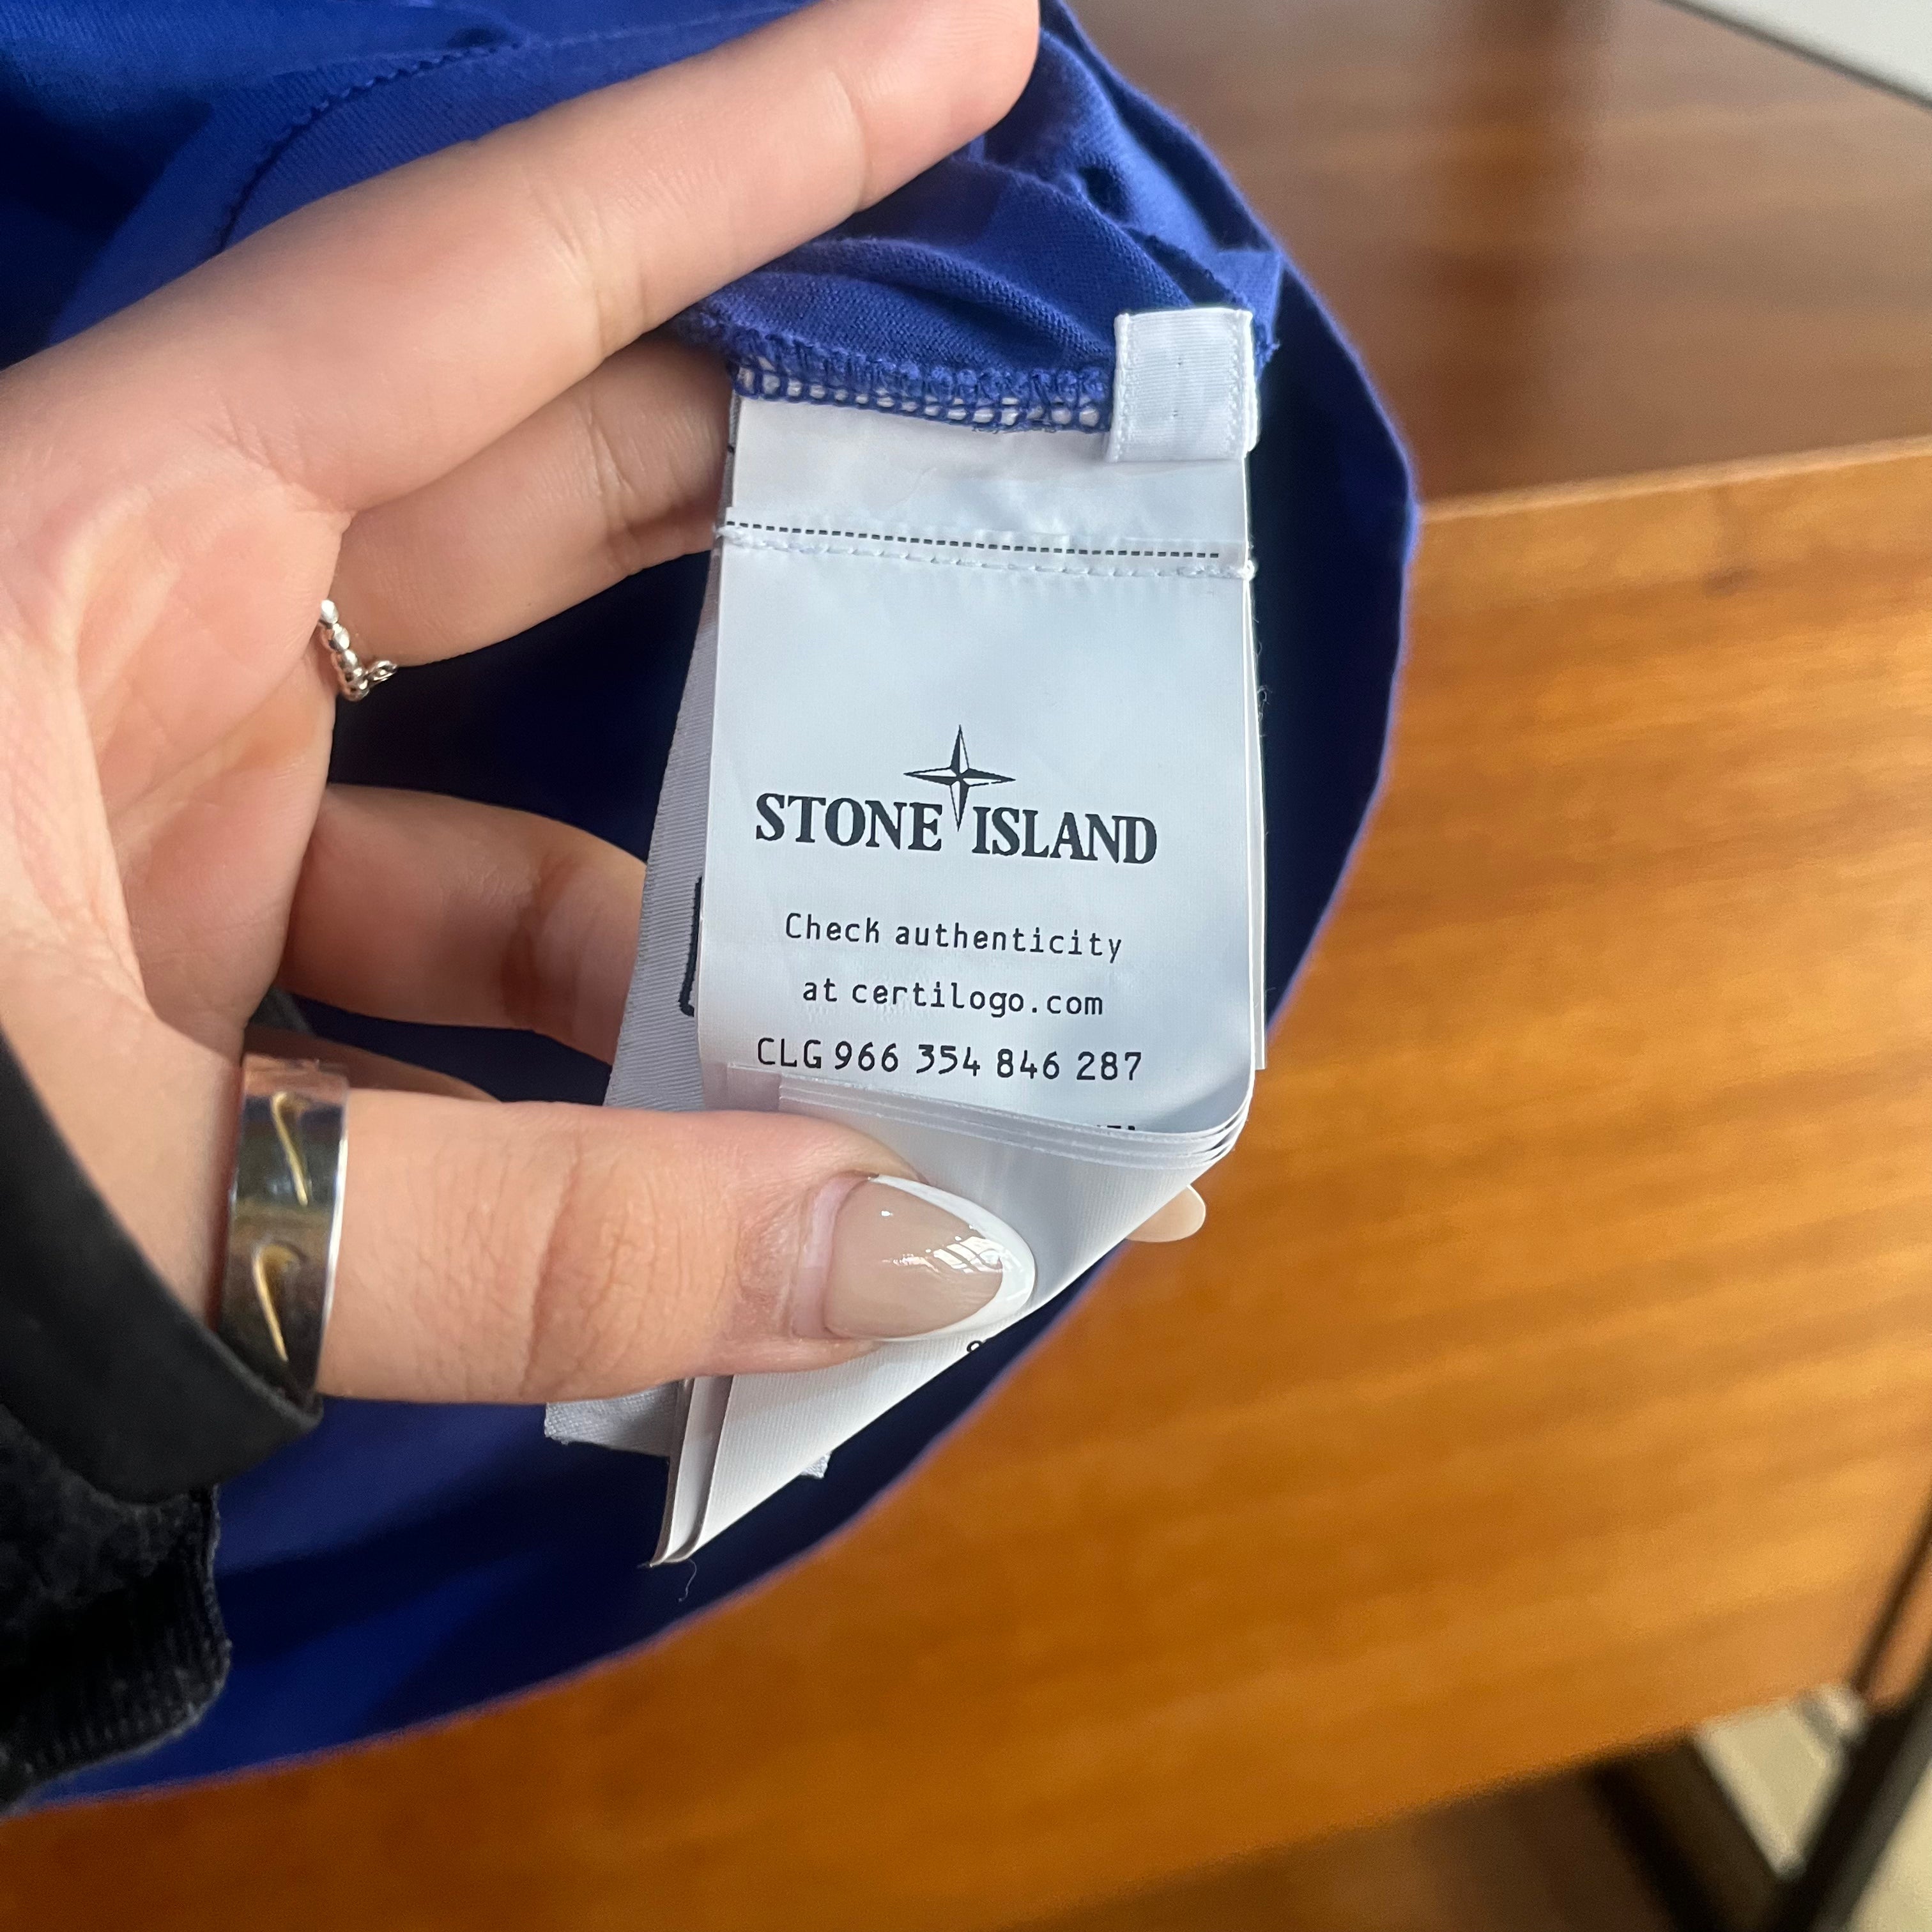 STONE ISLAND
Check authenticity
at certilogo.com
CLG 966 354 846 287